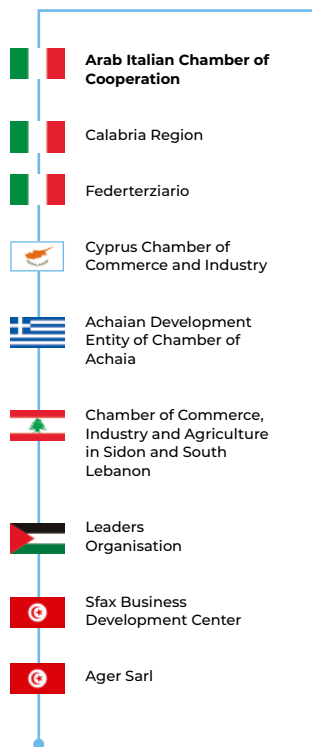 Arab Italian Chamber of
Cooperation
Calabria Region
Federterziario
Cyprus Chamber of
Commerce and Industry
Achaian Development
Entity of Chamber of
Achaia
Chamber of Commerce,
Industry and Agriculture
in Sidon and South
Lebanon
Leaders
Organisation
Sfax Business
Development Center
Ager Sarl